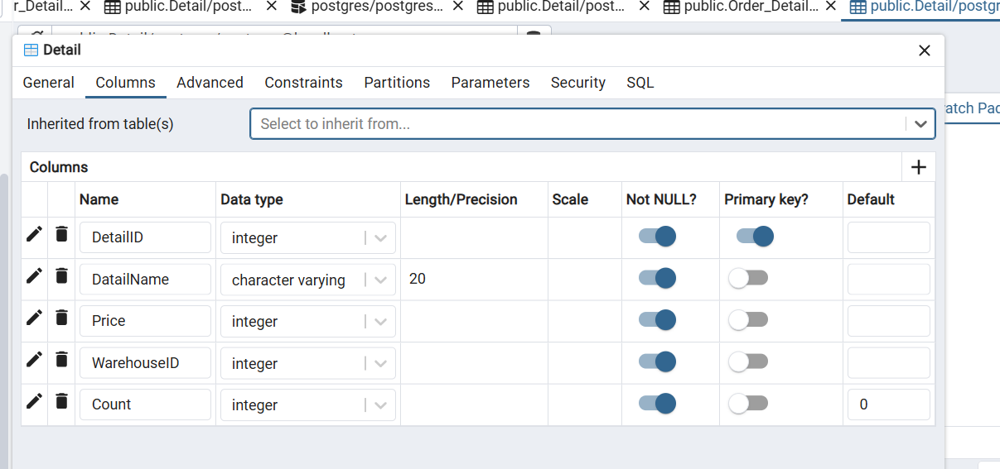 r_Detail... public.Detail/post... postgres/postgres... public.Detail/post... public.Order_Detail... public.Detail/postgr
Detail
General Columns Advanced Constraints Partitions Parameters Security SQL
Inherited from table(s) Select to inherit from...
atch Pad
Columns
Name Data type Length/Precision Scale Not NULL? Primary key? Default
DetailID integer
DatailName character varying 20
Price integer
WarehouseID integer
Count integer 0